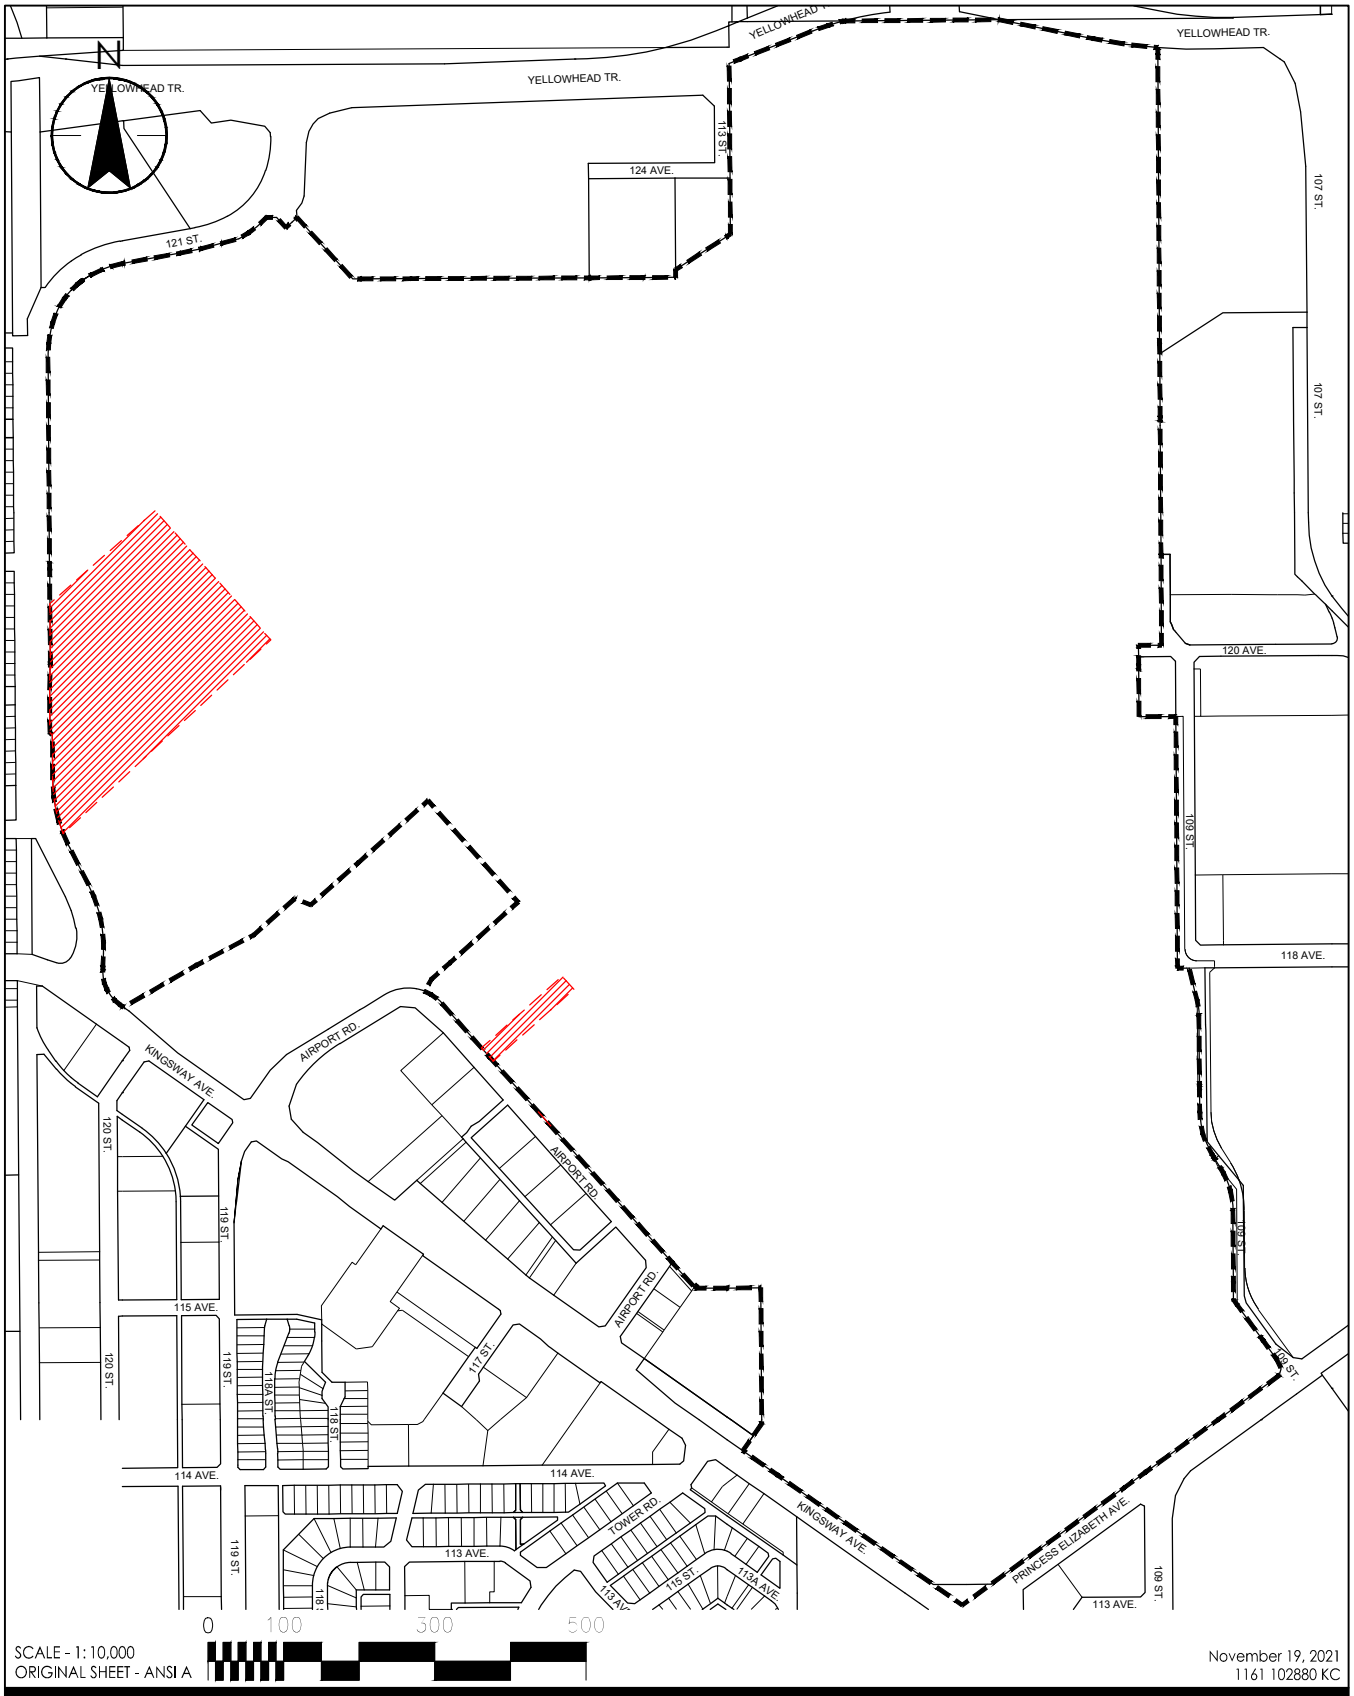 YELLOWHEAD T
YELLOWHEAD TR.
N
YELLOWHEAD TR.
YELLOWHEAD TR.
113 ST.
124 AVE.
107 ST.
121 ST.
107 ST.
120 AVE.
109 ST.
118 AVE.
AIRPORT RD.
KINGSWAY AVE.
120 ST.
AIRPORT RD.
119 ST.
109 ST.
AIRPORT RD.
115 AVE.
117 ST.
120 ST.
119 ST.
118A ST.
109 ST.
118 ST.
114 AVE.
114 AVE.
TOWER RD.
KINGSWAY AVE.
PRINCESS ELIZABETH AVE.
119 ST.
113 AVE.
115 ST.
113A AVE.
109 ST.
118 S
113 AV
113 AVE.
0 100 300 500
SCALE - 1: 10,000
ORIGINAL SHEET - ANSI A
November 19, 2021
1161 102880 KC